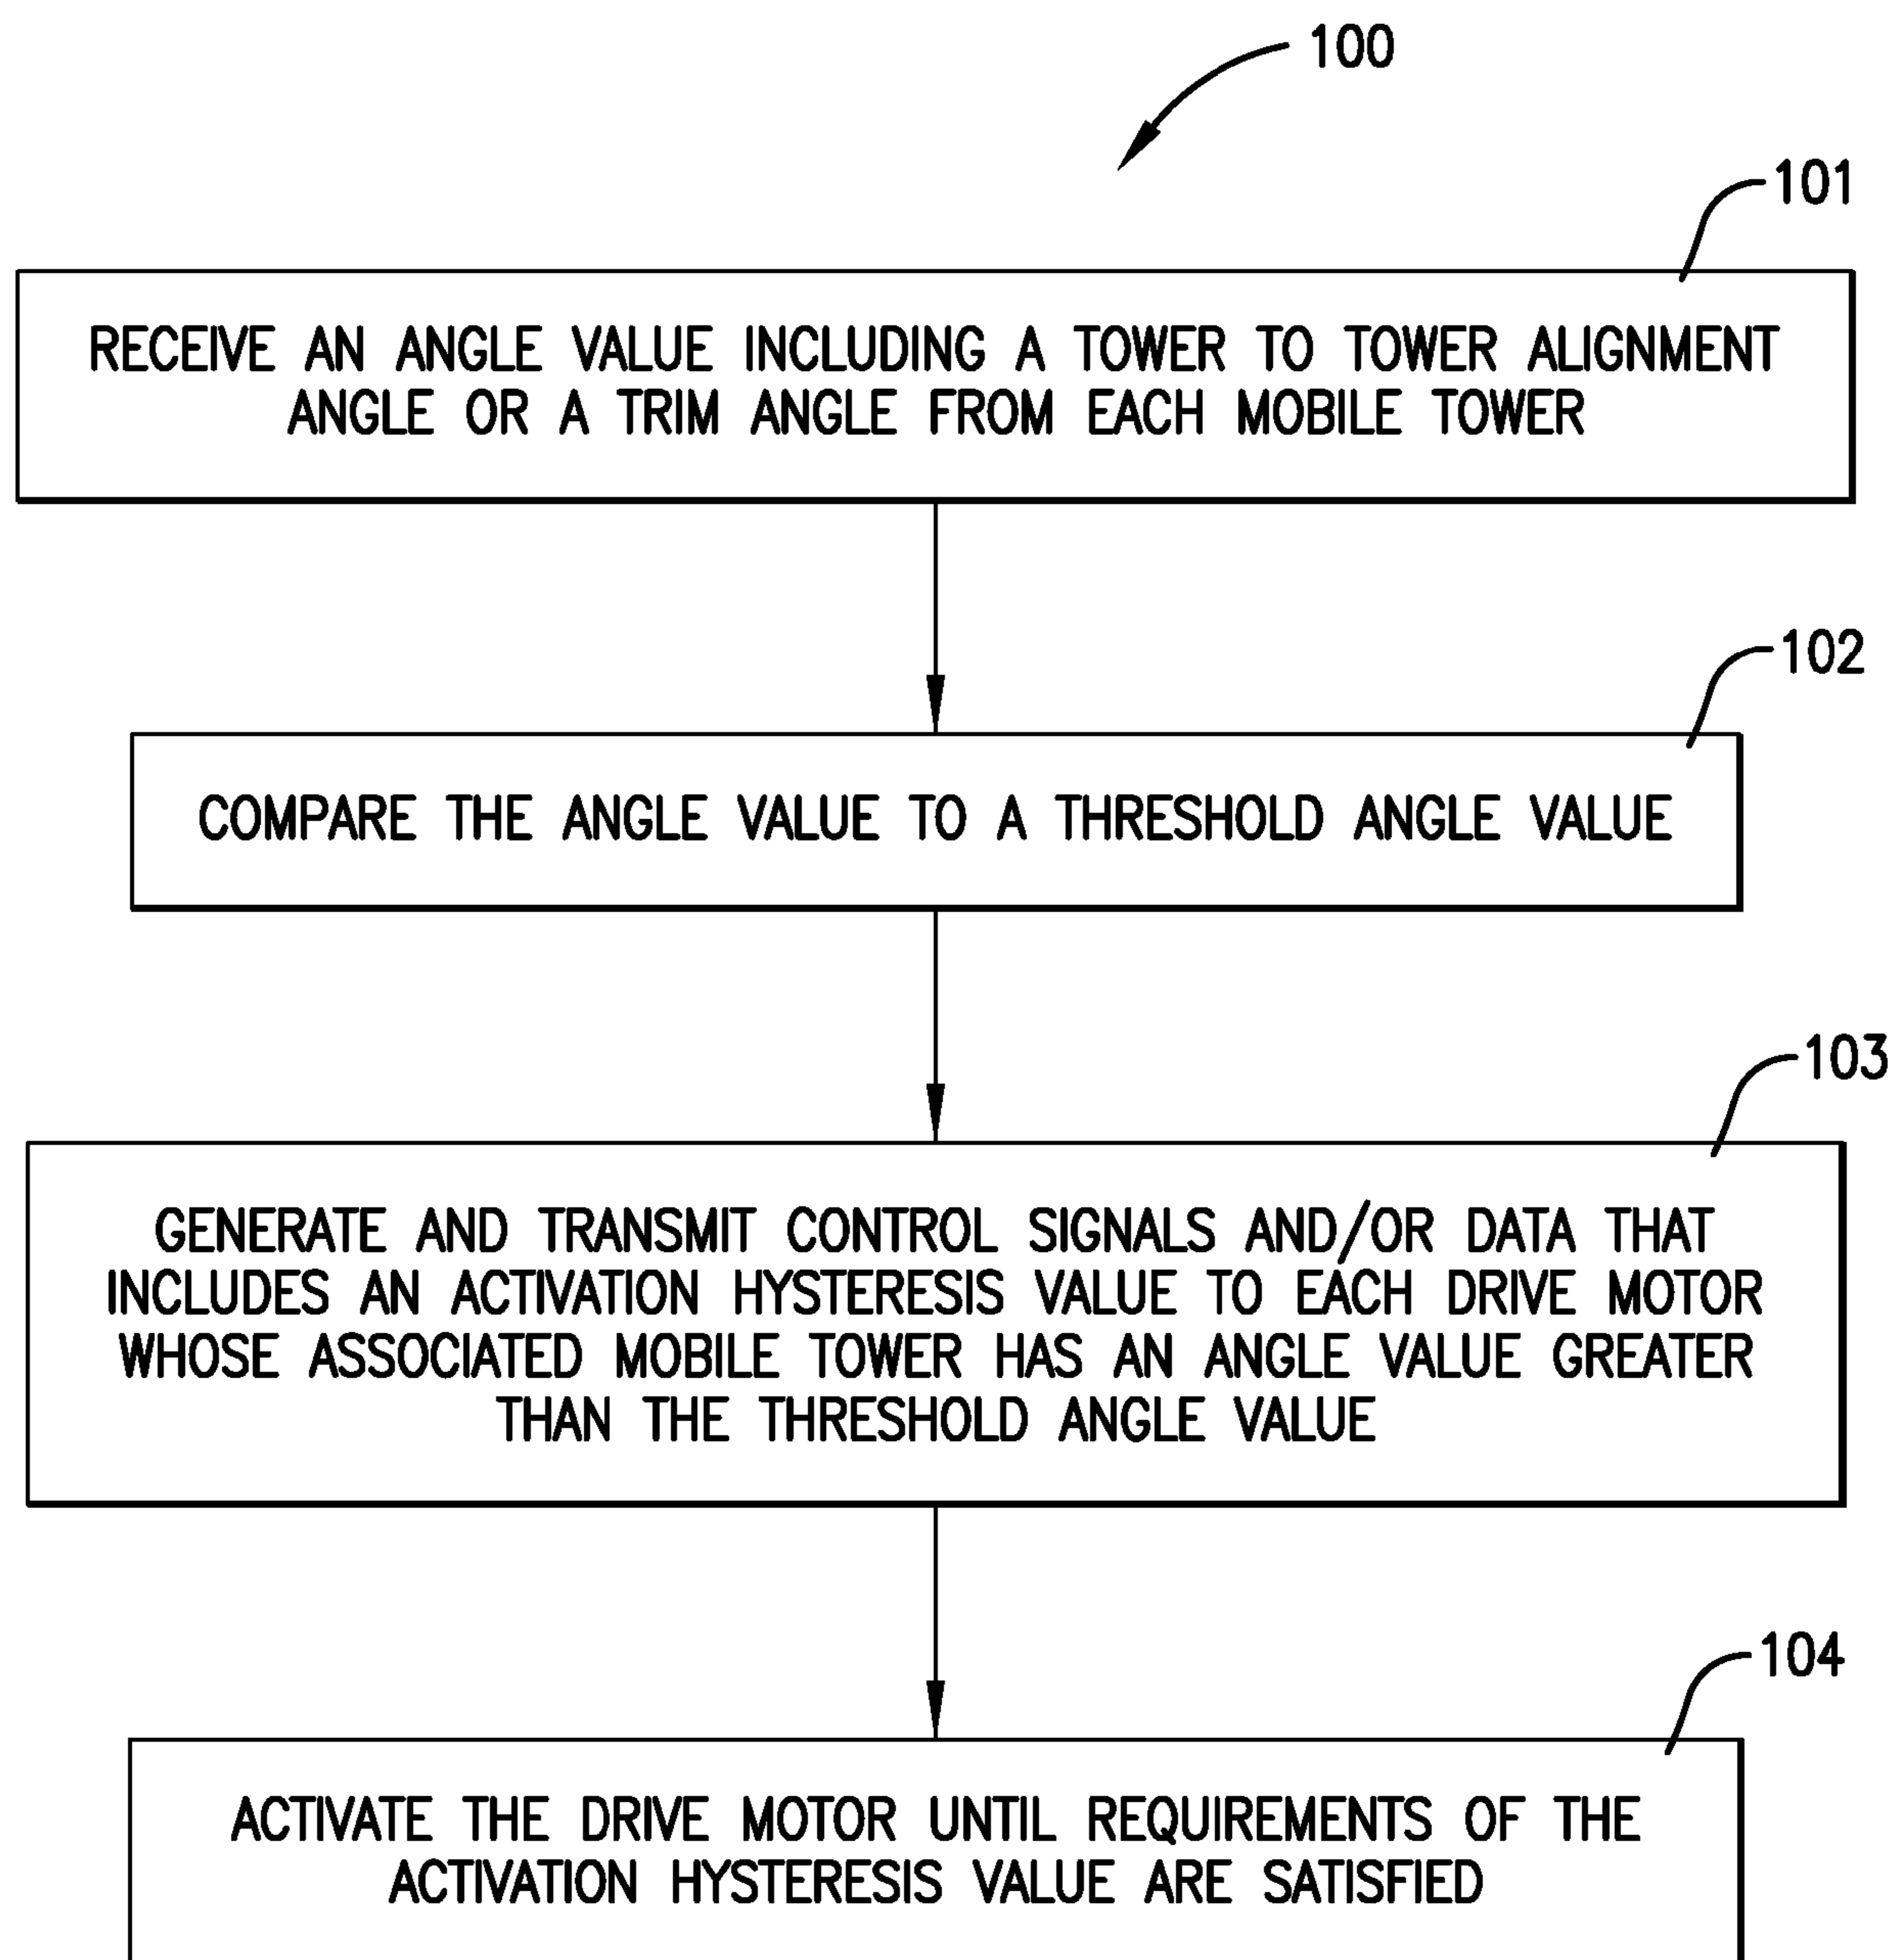 100
101
RECEIVE AN ANGLE VALUE INCLUDING A TOWER TO TOWER ALIGNMENT
ANGLE OR A TRIM ANGLE FROM EACH MOBILE TOWER
102
COMPARE THE ANGLE VALUE TO A THRESHOLD ANGLE VALUE
103
GENERATE AND TRANSMIT CONTROL SIGNALS AND/OR DATA THAT
INCLUDES AN ACTIVATION HYSTERESIS VALUE TO EACH DRIVE MOTOR
WHOSE ASSOCIATED MOBILE TOWER HAS AN ANGLE VALUE GREATER
THAN THE THRESHOLD ANGLE VALUE
104
ACTIVATE THE DRIVE MOTOR UNTIL REQUIREMENTS OF THE
ACTIVATION HYSTERESIS VALUE ARE SATISFIED